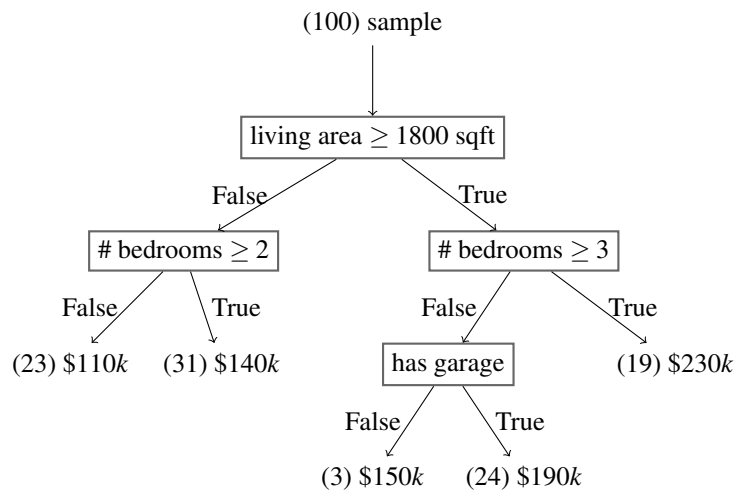 (100) sample
living area ≥ 1800 sqft
False
True
# bedrooms ≥ 2
# bedrooms ≥ 3
False
True
False
True
(23) $110k
(31) $140k
has garage
(19) $230k
False
True
(3) $150k
(24) $190k